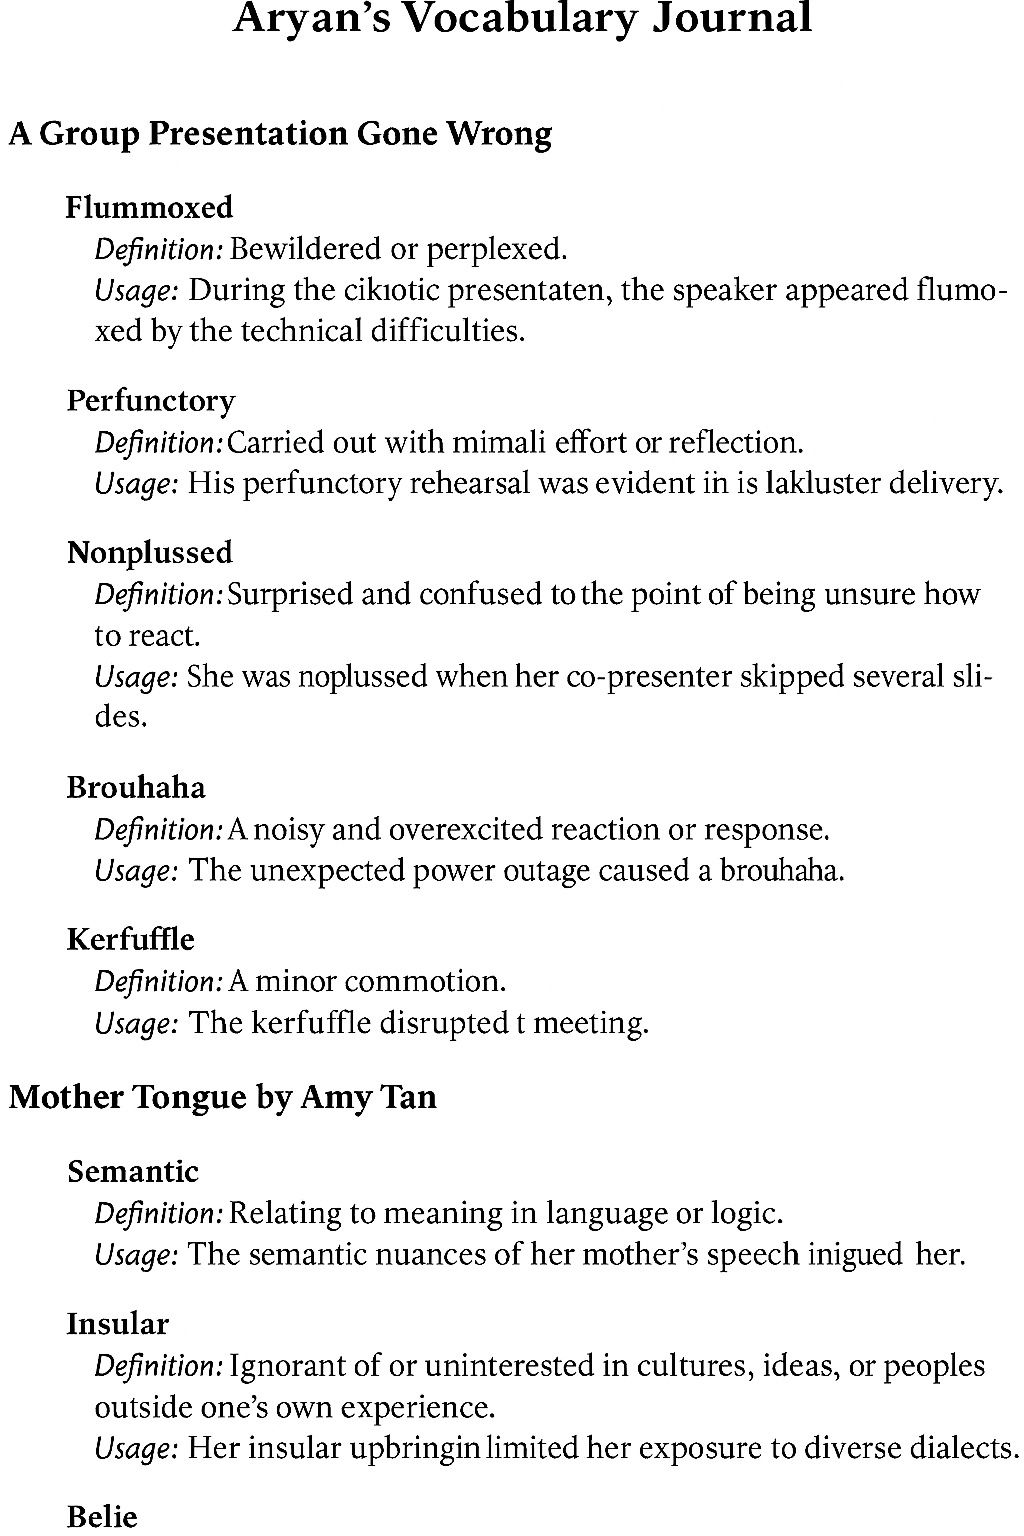 Aryan's Vocabulary Journal
A Group Presentation Gone Wrong
Flummoxed
Definition: Bewildered or perplexed.
Usage: During the cikıotic presentaten, the speaker appeared flumo-
xed by the technical difficulties.
Perfunctory
Definition: Carried out with mimali effort or reflection.
Usage: His perfunctory rehearsal was evident in is lakluster delivery.
Nonplussed
Definition: Surprised and confused to the point of being unsure how
to react.
Usage: She was noplussed when her co-presenter skipped several sli-
des.
Brouhaha
Definition: A noisy and overexcited reaction or response.
Usage: The unexpected power outage caused a brouhaha.
Kerfuffle
Definition: A minor commotion.
Usage: The kerfuffle disrupted t meeting.
Mother Tongue by Amy Tan
Semantic
Definition: Relating to meaning in language or logic.
Usage: The semantic nuances of her mother's speech inigued her.
Insular
Definition: Ignorant of or uninterested in cultures, ideas, or peoples
outside one's own experience.
Usage: Her insular upbringin limited her exposure to diverse dialects.
Belie